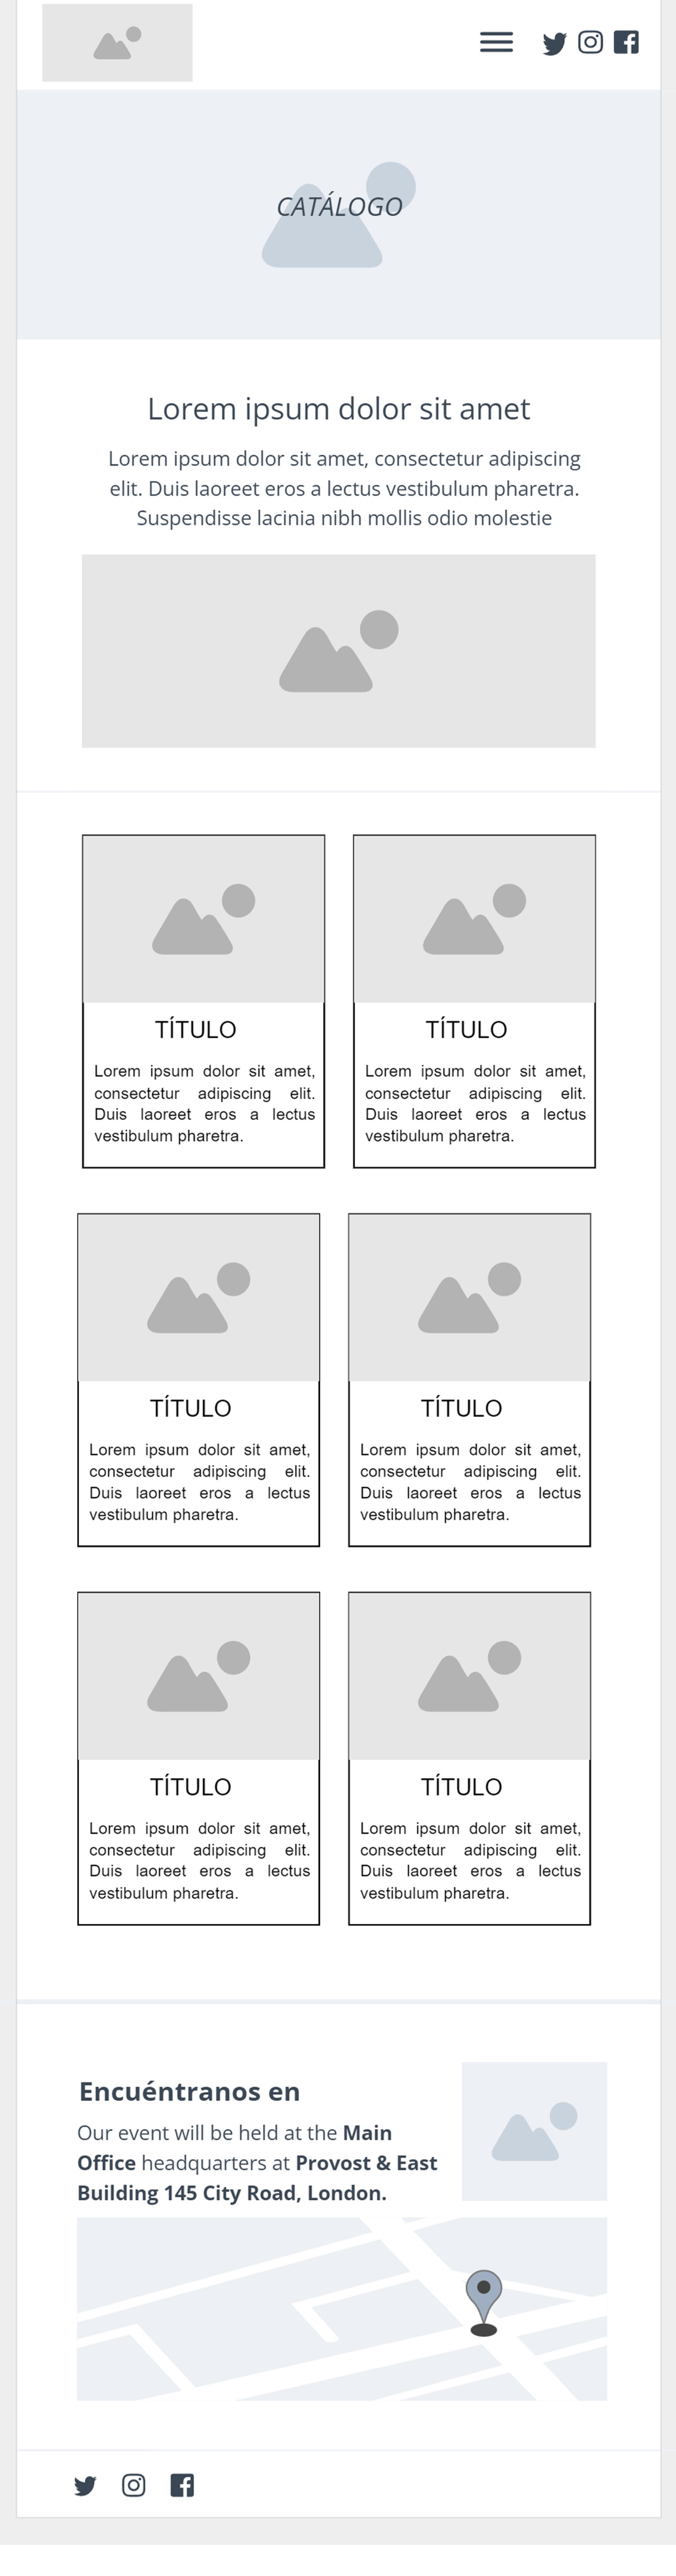 CATÁLOGO
Lorem ipsum dolor sit amet
Lorem ipsum dolor sit amet, consectetur adipiscing
elit. Duis laoreet eros a lectus vestibulum pharetra.
Suspendisse lacinia nibh mollis odio molestie
TÍTULO
Lorem ipsum dolor sit amet,
consectetur adipiscing elit.
Duis laoreet eros a lectus
vestibulum pharetra.
TÍTULO
Lorem ipsum dolor sit amet,
consectetur adipiscing elit.
Duis laoreet eros a lectus
vestibulum pharetra.
TÍTULO
Lorem ipsum dolor sit amet,
consectetur adipiscing elit.
Duis laoreet eros a lectus
vestibulum pharetra.
TÍTULO
Lorem ipsum dolor sit amet,
consectetur adipiscing elit.
Duis laoreet eros a lectus
vestibulum pharetra.
TÍTULO
Lorem ipsum dolor sit amet,
consectetur adipiscing elit.
Duis laoreet eros a lectus
vestibulum pharetra.
TÍTULO
Lorem ipsum dolor sit amet,
consectetur adipiscing elit.
Duis laoreet eros a lectus
vestibulum pharetra.
Encuéntranos en
Our event will be held at the Main
Office headquarters at Provost & East
Building 145 City Road, London.